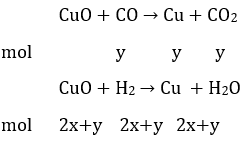 CuO + CO → Cu + CO₂
mol y y y
CuO + H₂ → Cu + H₂O
mol 2x+y 2x+y 2x+y